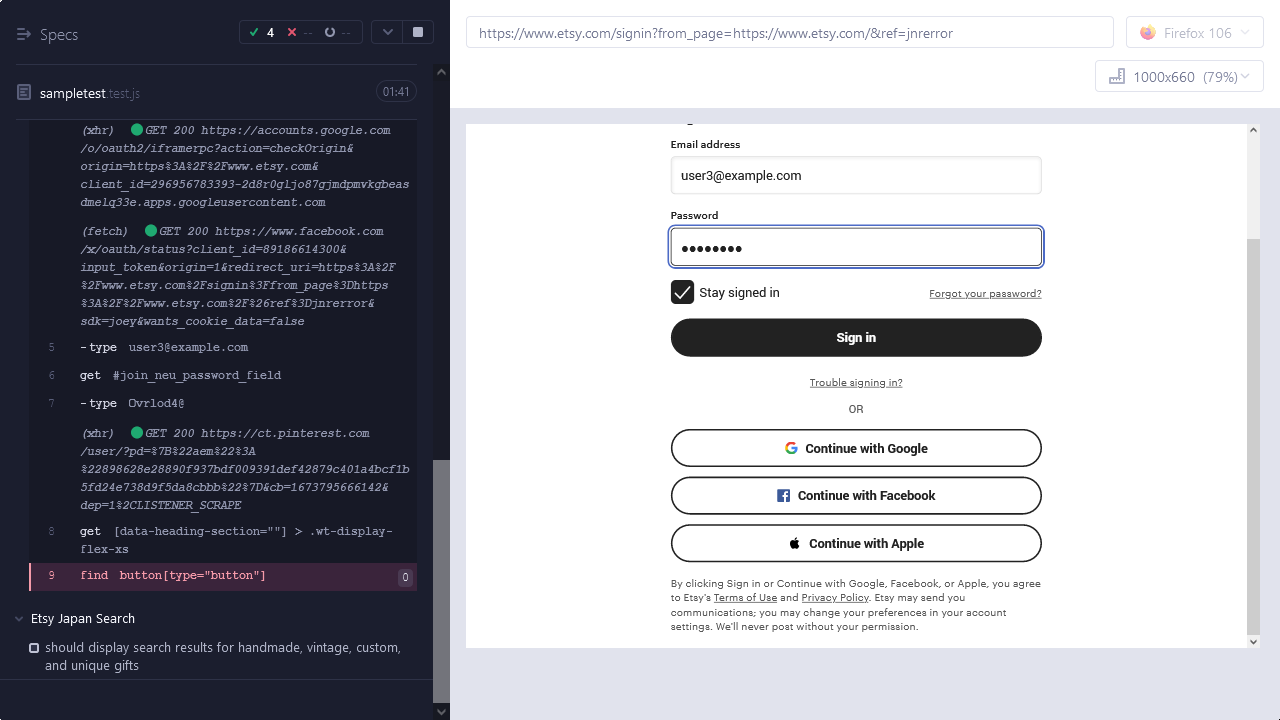 Specs
4
--
--
sampletest.test.js
01:41
(xhr) GET 200 https://accounts.google.com
/o/oauth2/iframerpc?action=checkOrigin&
origin=https%3A%2F%2Fwww.etsy.com&
client_id=296956783393-2d8r0gljo87gjmdpmvkgbeas
dmelq33e.apps.googleusercontent.com
(fetch) GET 200 https://www.facebook.com
/x/oauth/status?client_id=89186614300&
input_token&origin=1&redirect_uri=https%3A%2F
%2Fwww.etsy.com%2Fsignin%3Ffrom_page%3Dhttps
%3A%2F%2Fwww.etsy.com%2F%26ref%3Djnrerror&
sdk=joey&wants_cookie_data=false
5 -type user3@example.com
6 get #join_neu_password_field
7 -type Ovrlod4@
(xhr) GET 200 https://ct.pinterest.com
/user/?pd=%7B%22aem%22%3A
%22898628e28890f937bdf009391def42879c401a4bcf1b
5fd24e738d9f5da8cbbb%22%7D&cb=1673795666142&
dep=1%2CLISTENER_SCRAPE
8 get [data-heading-section=""] > .wt-display-
flex-xs
9 find button[type="button"] 0
Etsy Japan Search
should display search results for handmade, vintage, custom,
and unique gifts
https://www.etsy.com/signin?from_page=https://www.etsy.com/&ref=jnrerror
Firefox 106
1000x660 (79%)
Email address
user3@example.com
Password
••••••••
Stay signed in
Forgot your password?
Sign in
Trouble signing in?
OR
Continue with Google
Continue with Facebook
Continue with Apple
By clicking Sign in or Continue with Google, Facebook, or Apple, you agree
to Etsy's Terms of Use and Privacy Policy. Etsy may send you
communications; you may change your preferences in your account
settings. We'll never post without your permission.